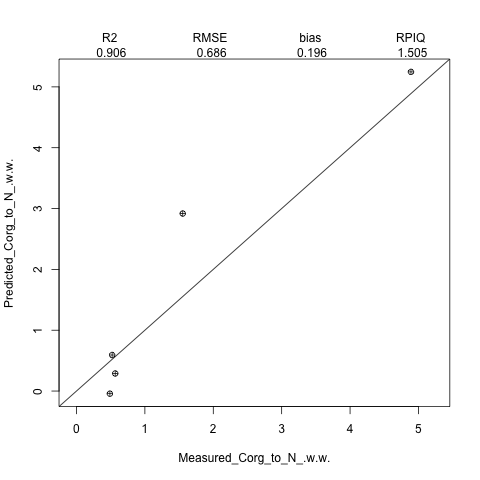 R2 RMSE bias RPIQ
0.906 0.686 0.196 1.505
5
4
3
2
1
0
Predicted_Corg_to_N_.w.w.
0 1 2 3 4 5
Measured_Corg_to_N_.w.w.